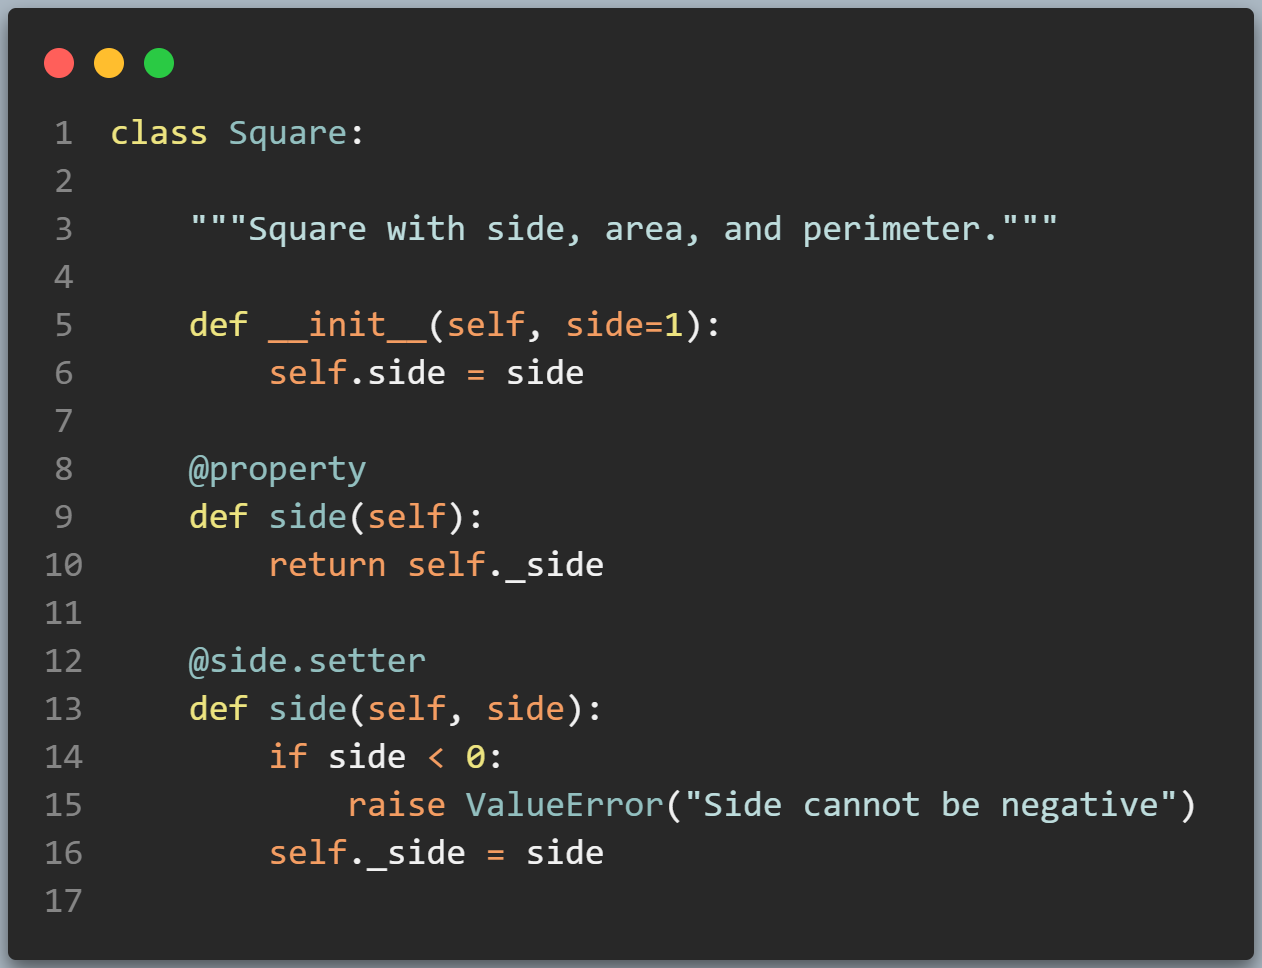 1 class Square:
2
3     """Square with side, area, and perimeter."""
4
5     def __init__(self, side=1):
6         self.side = side
7
8     @property
9     def side(self):
10         return self._side
11
12     @side.setter
13     def side(self, side):
14         if side < 0:
15             raise ValueError("Side cannot be negative")
16         self._side = side
17